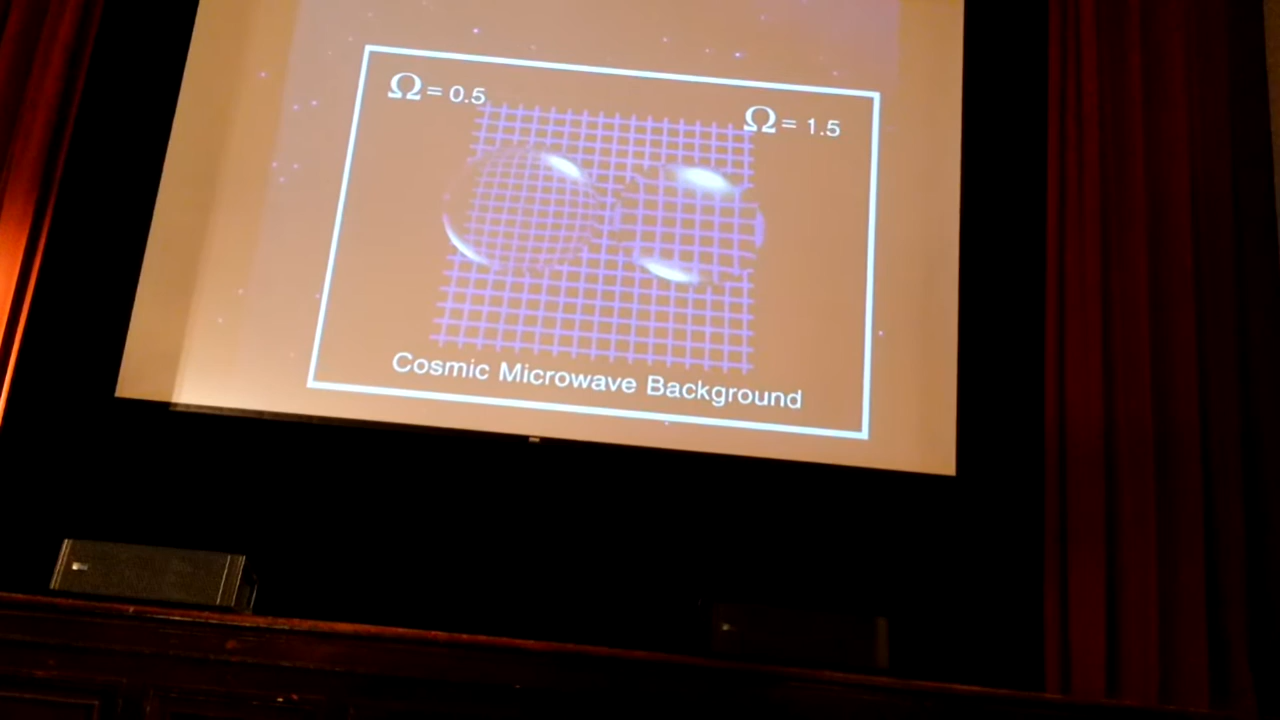 Ω = 0.5
Ω = 1.5
Cosmic Microwave Background